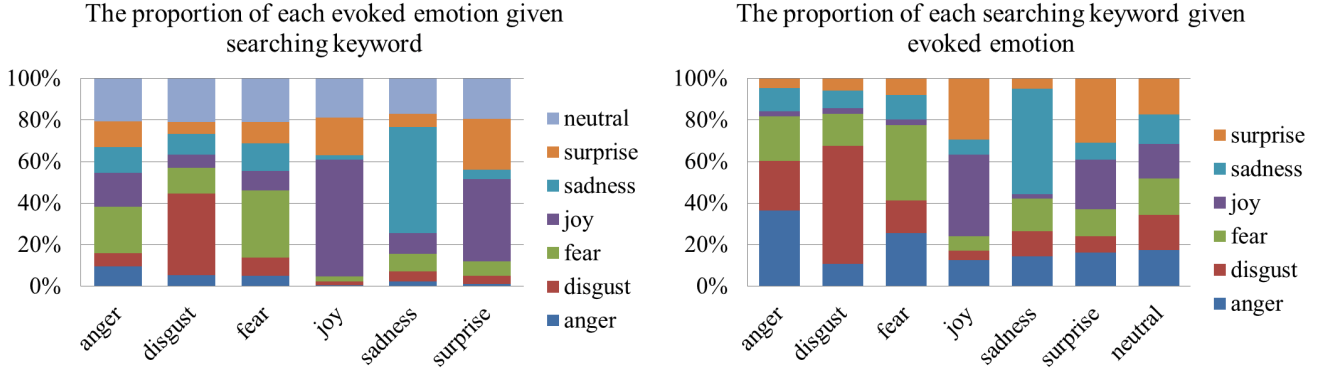 The proportion of each evoked emotion given
searching keyword
100%
80%
60%
40%
20%
0%
anger
disgust
fear
joy
sadness
surprise
neutral
surprise
sadness
joy
fear
disgust
anger
The proportion of each searching keyword given
evoked emotion
100%
80%
60%
40%
20%
0%
anger
disgust
fear
joy
sadness
surprise
neutral
surprise
sadness
joy
fear
disgust
anger